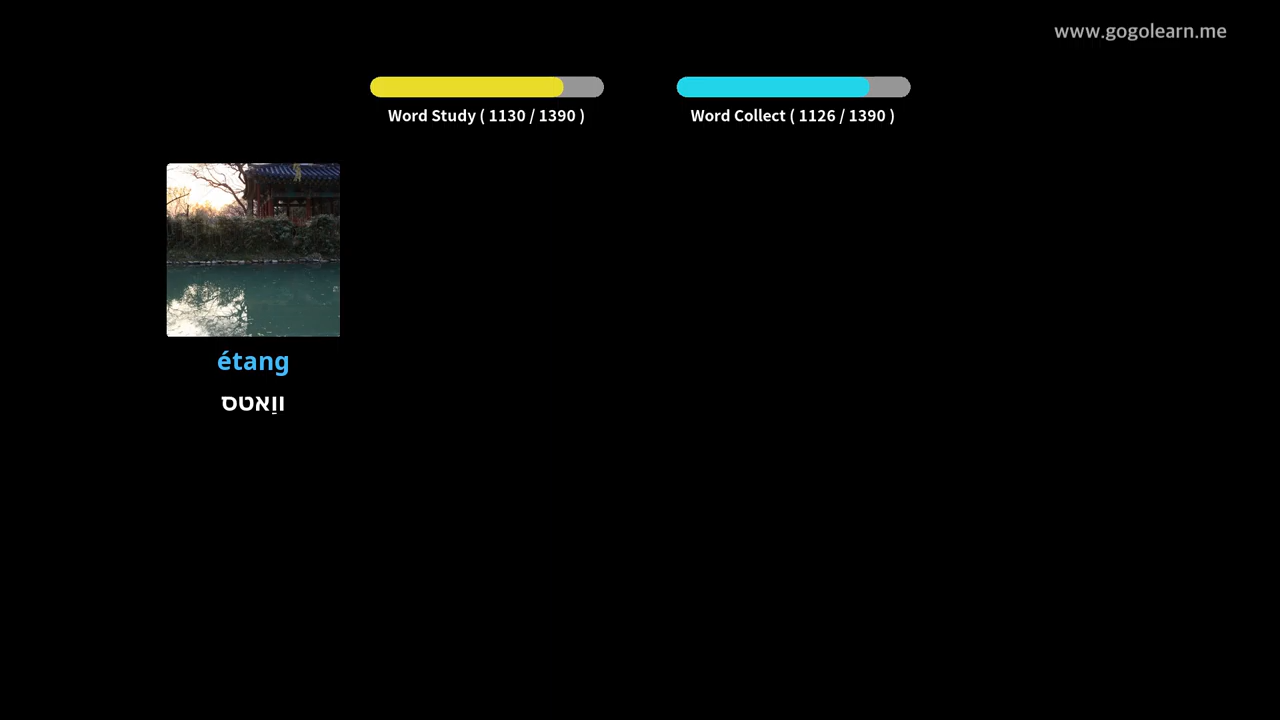 www.gogolearn.me
Word Study ( 1130 / 1390 )
Word Collect ( 1126 / 1390 )
étang
וואַטס